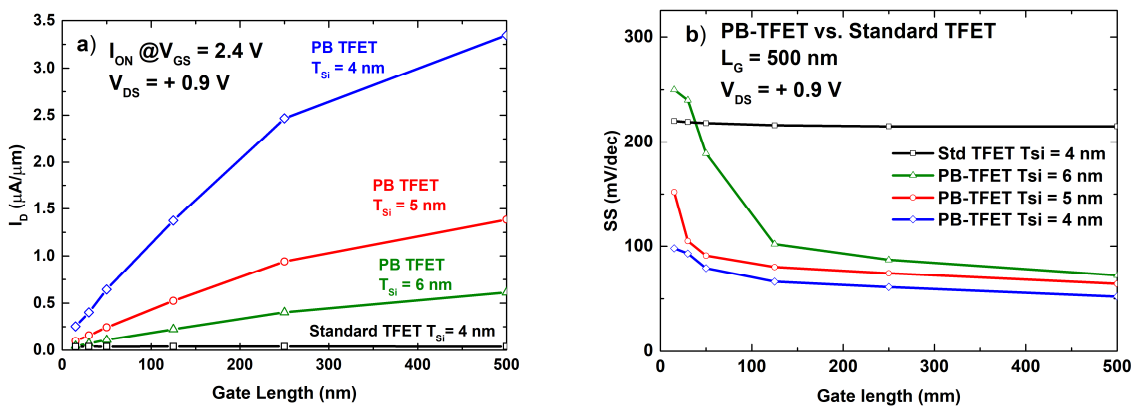 a)
I_ON @V_GS = 2.4 V
V_DS = + 0.9 V
PB TFET
T_Si = 4 nm
PB TFET
T_Si = 5 nm
PB TFET
T_Si = 6 nm
Standard TFET T_Si = 4 nm
3.5
3.0
2.5
2.0
1.5
1.0
0.5
0.0
I_D (μA/μm)
0
100
200
300
400
500
Gate Length (nm)
b)
PB-TFET vs. Standard TFET
L_G = 500 nm
V_DS = + 0.9 V
Std TFET Tsi = 4 nm
PB-TFET Tsi = 6 nm
PB-TFET Tsi = 5 nm
PB-TFET Tsi = 4 nm
300
200
100
0
SS (mV/dec)
0
100
200
300
400
500
Gate length (mm)